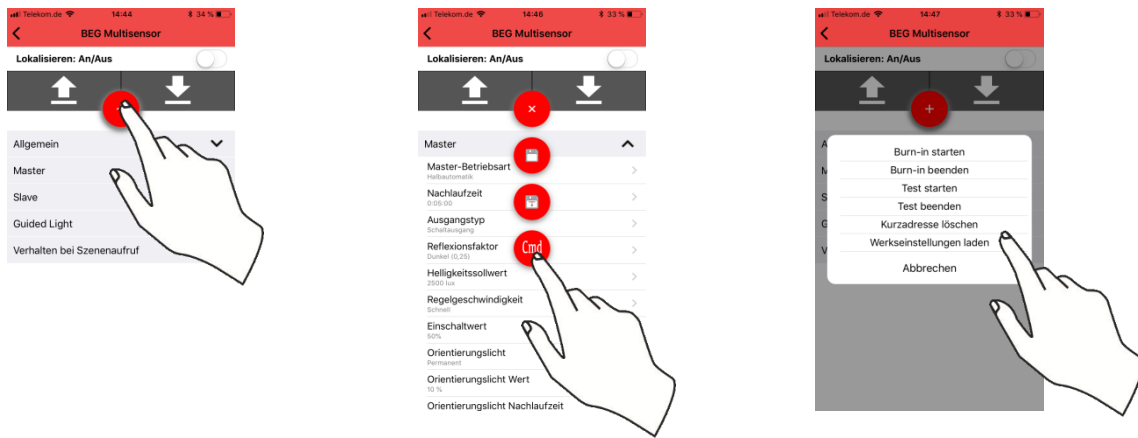 Telekom.de 14:44 34 %
BEG Multisensor
Lokalisieren: An/Aus
Allgemein
Master
Slave
Guided Light
Verhalten bei Szenenaufruf
Telekom.de 14:46 33 %
BEG Multisensor
Lokalisieren: An/Aus
Master
Master-Betriebsart
Halbautomatik
Nachlaufzeit
0:05:00
Ausgangstyp
Schaltausgang
Reflexionsfaktor
Dunkel (0,25)
Cmd
Helligkeitssollwert
2500 lux
Regelgeschwindigkeit
Schnell
Einschaltwert
50%
Orientierungslicht
Permanent
Orientierungslicht Wert
10 %
Orientierungslicht Nachlaufzeit
Telekom.de 14:47 33 %
BEG Multisensor
Lokalisieren: An/Aus
Burn-in starten
Burn-in beenden
Test starten
Test beenden
Kurzadresse löschen
Werkseinstellungen laden
Abbrechen